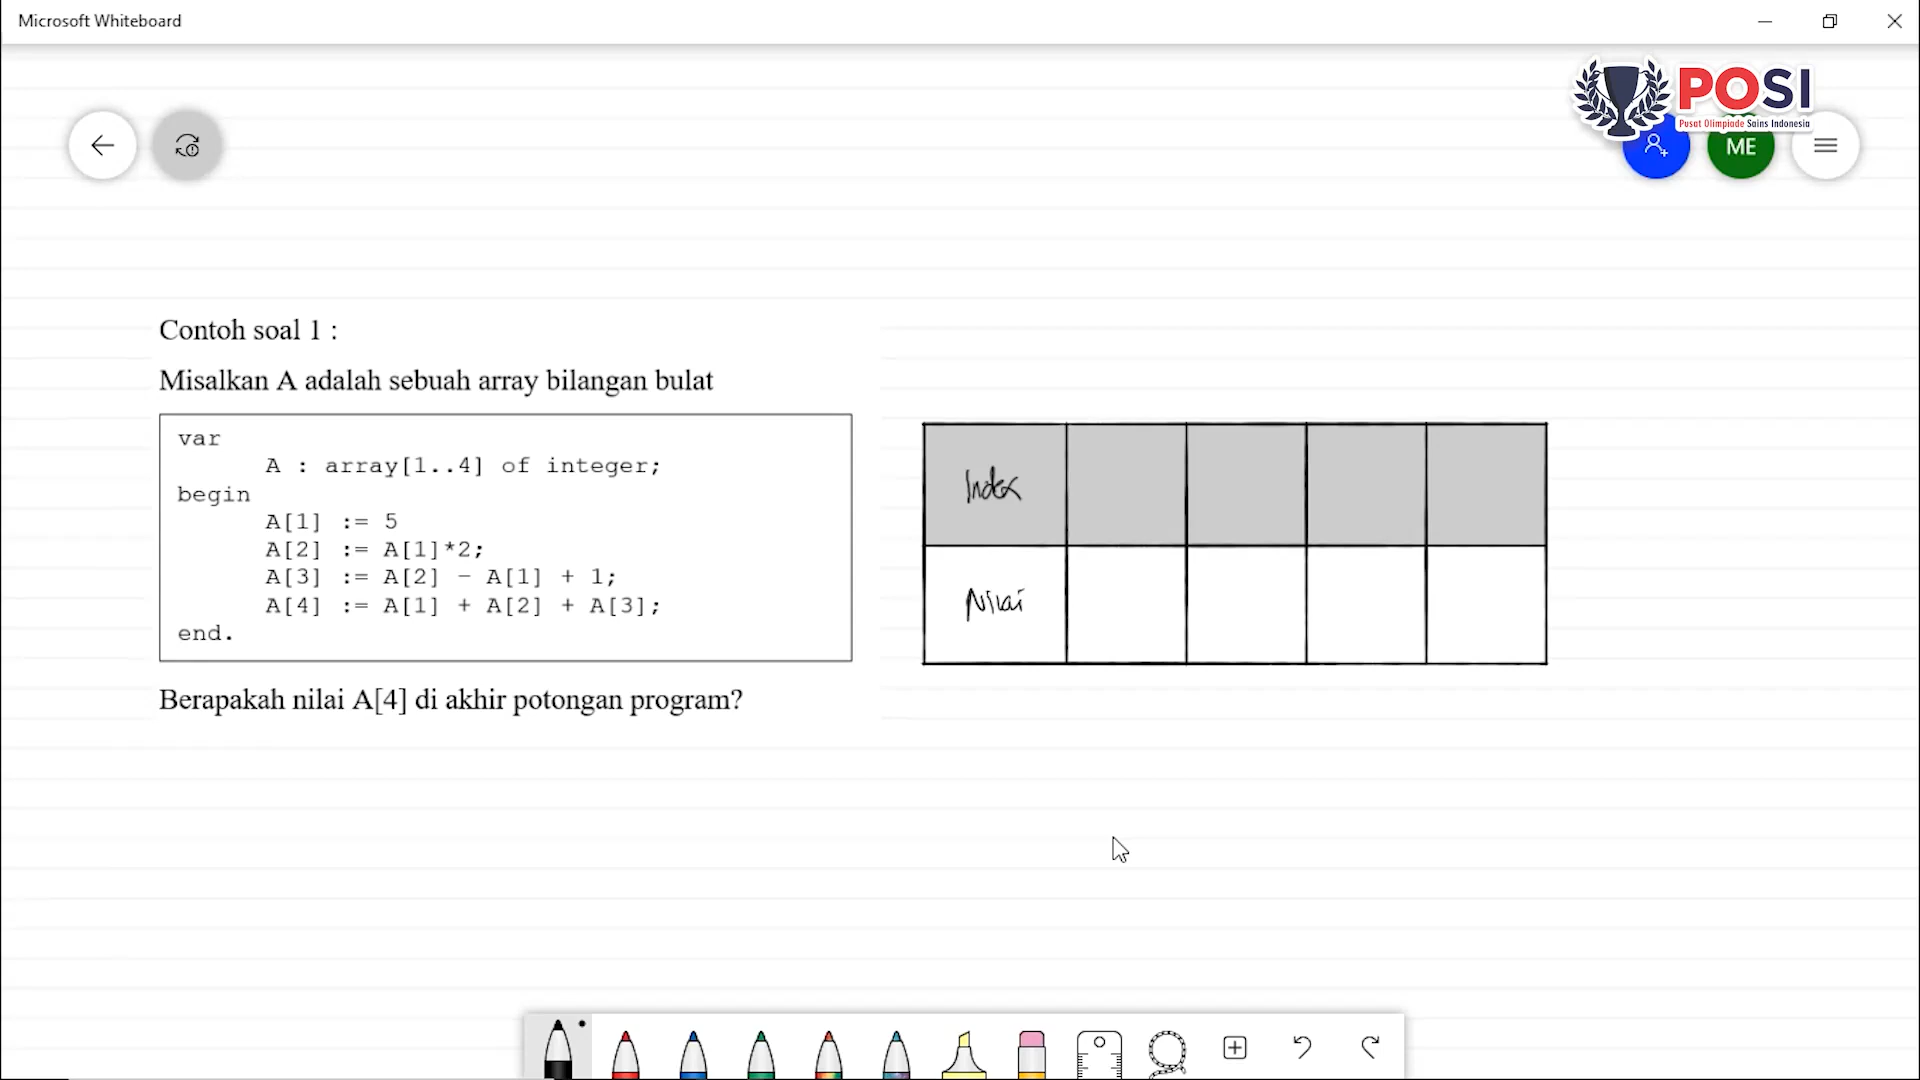 Microsoft Whiteboard
POSI
Pusat Olimpiade Sains Indonesia
ME
Contoh soal 1 :
Misalkan A adalah sebuah array bilangan bulat
var
A : array[1..4] of integer;
begin
A[1] := 5
A[2] := A[1]*2;
A[3] := A[2] - A[1] + 1;
A[4] := A[1] + A[2] + A[3];
end.
Index
Nilai
Berapakah nilai A[4] di akhir potongan program?